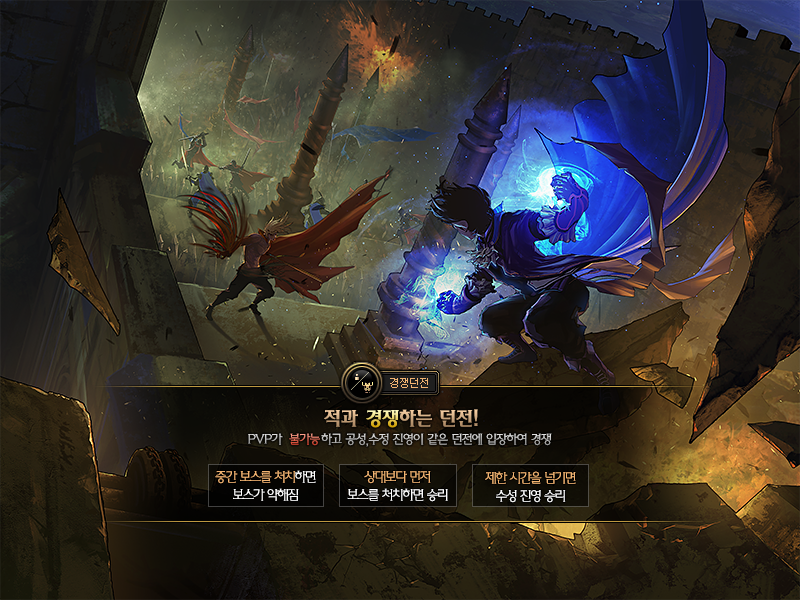 경쟁던전
적과 경쟁하는 던전!
PVP가 불가능하고 공성,수정 진영이 같은 던전에 입장하여 경쟁
중간 보스를 처치하면
보스가 약해짐
상대보다 먼저
보스를 처치하면 승리
제한 시간을 넘기면
수성 진영 승리